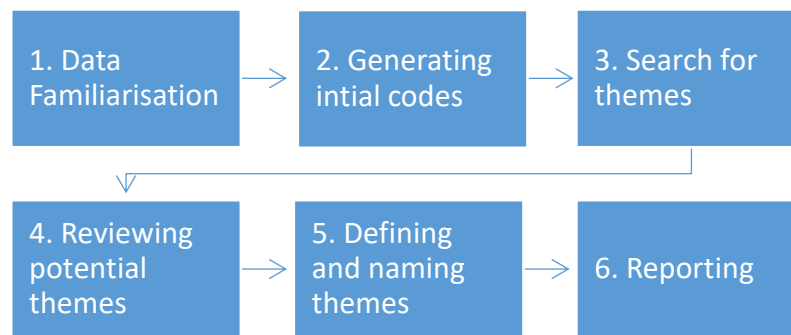 1. Data
Familiarisation
2. Generating
intial codes
3. Search for
themes
4. Reviewing
potential
themes
5. Defining
and naming
themes
6. Reporting